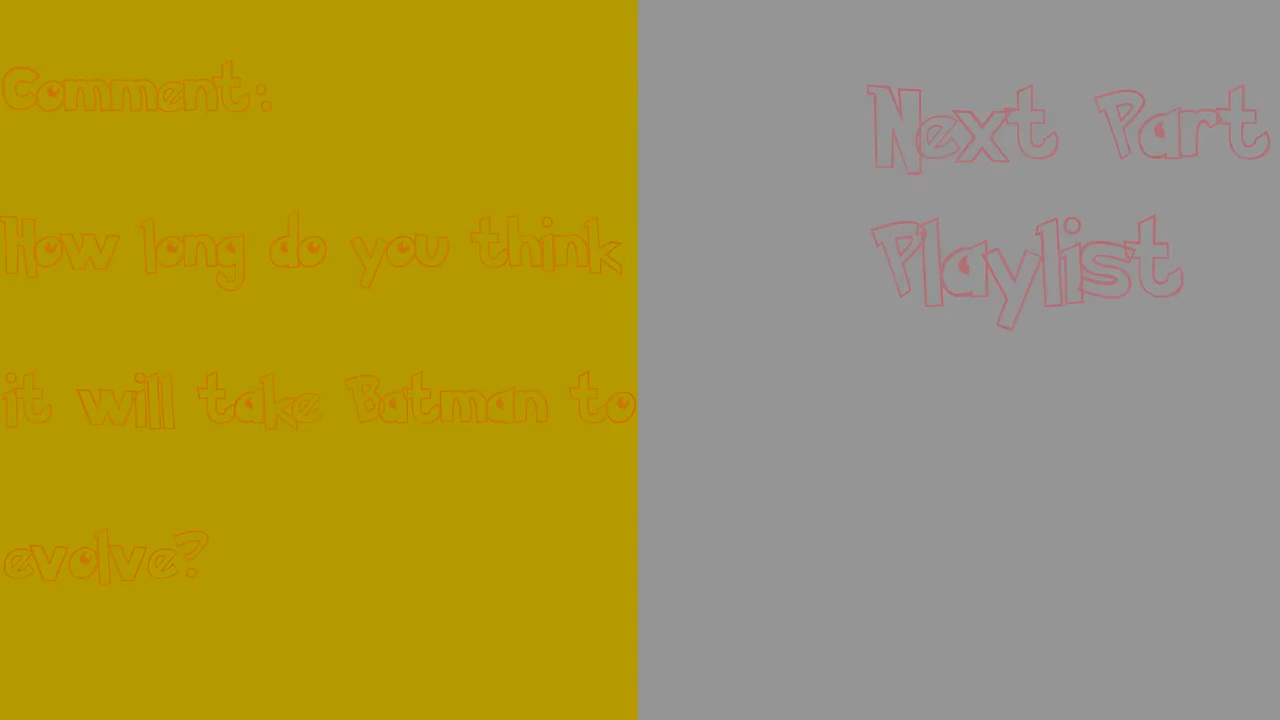 Comment:
How long do you think
it will take Batman to
evolve?
Next Part
Playlist